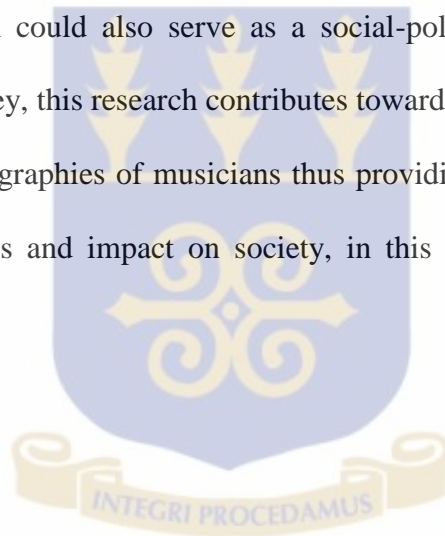 could also serve as a social-pol
ey, this research contributes toward
graphies of musicians thus providi
s and impact on society, in this
INTEGRI PROCEDAMUS